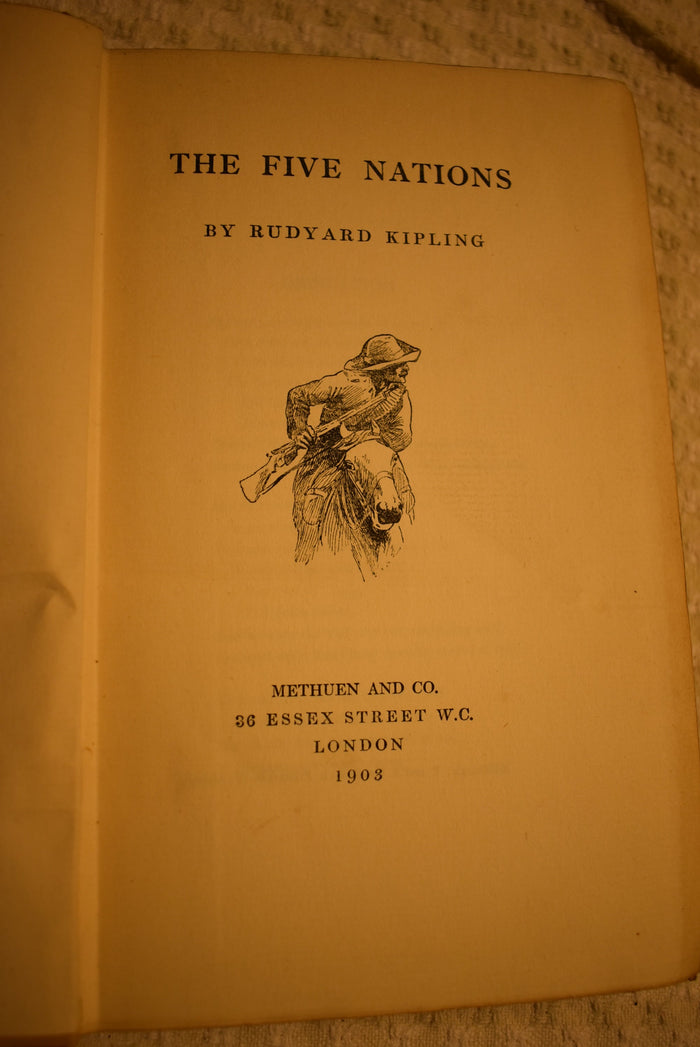 THE FIVE NATIONS
BY RUDYARD KIPLING
METHUEN AND CO.
36 ESSEX STREET W.C.
LONDON
1903